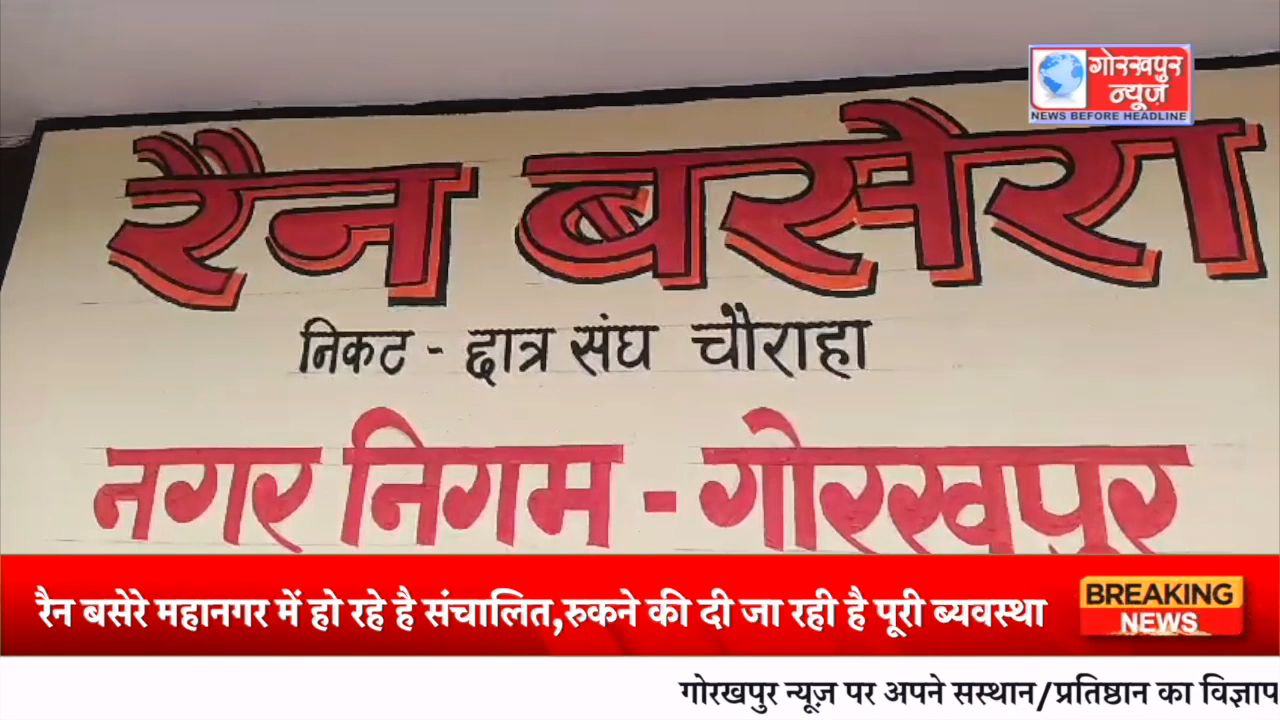 गोरखपुर
न्यूज़
NEWS BEFORE HEADLINE
रैन बसेरा
निकट - छात्र संघ चौराहा
नगर निगम - गोरखपुर
रैन बसेरे महानगर में हो रहे है संचालित,रुकने की दी जा रही है पूरी ब्यवस्था
BREAKING
NEWS
गोरखपुर न्यूज़ पर अपने सस्थान/प्रतिष्ठान का विज्ञाप